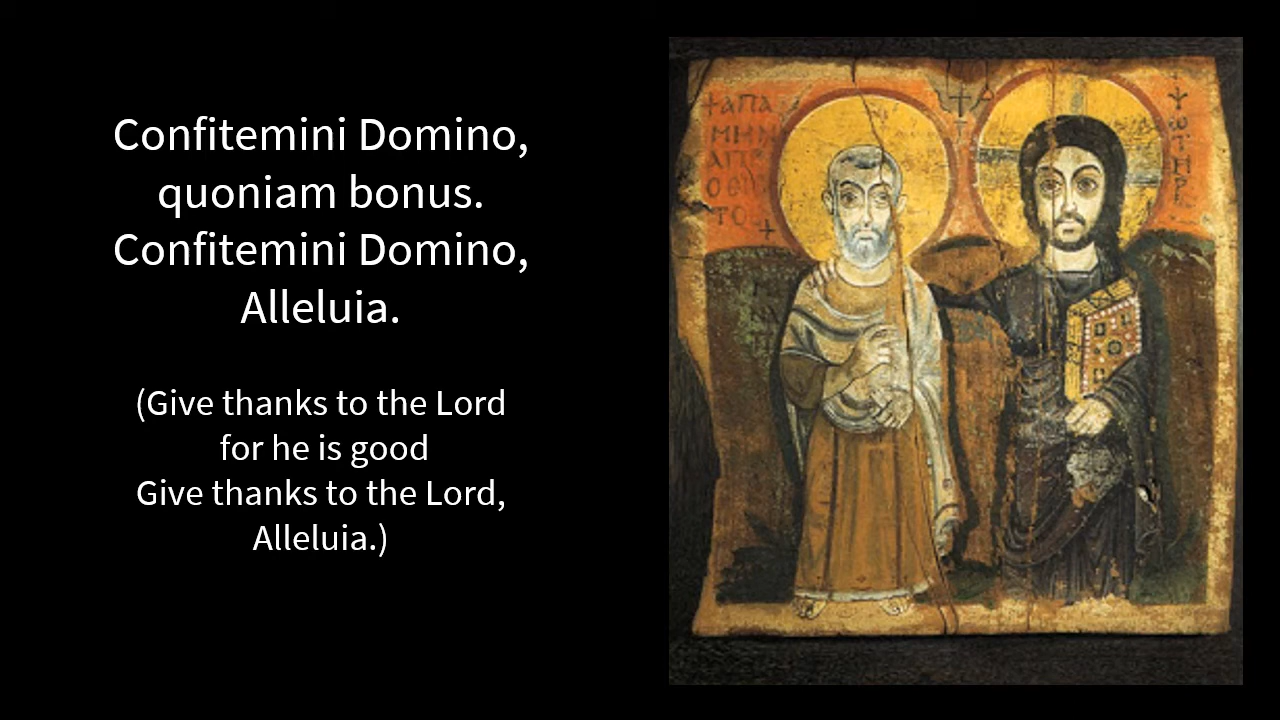 Confitemini Domino,
quoniam bonus.
Confitemini Domino,
Alleluia.
(Give thanks to the Lord
for he is good
Give thanks to the Lord,
Alleluia.)
ⲯⲱⲧⲏⲣ